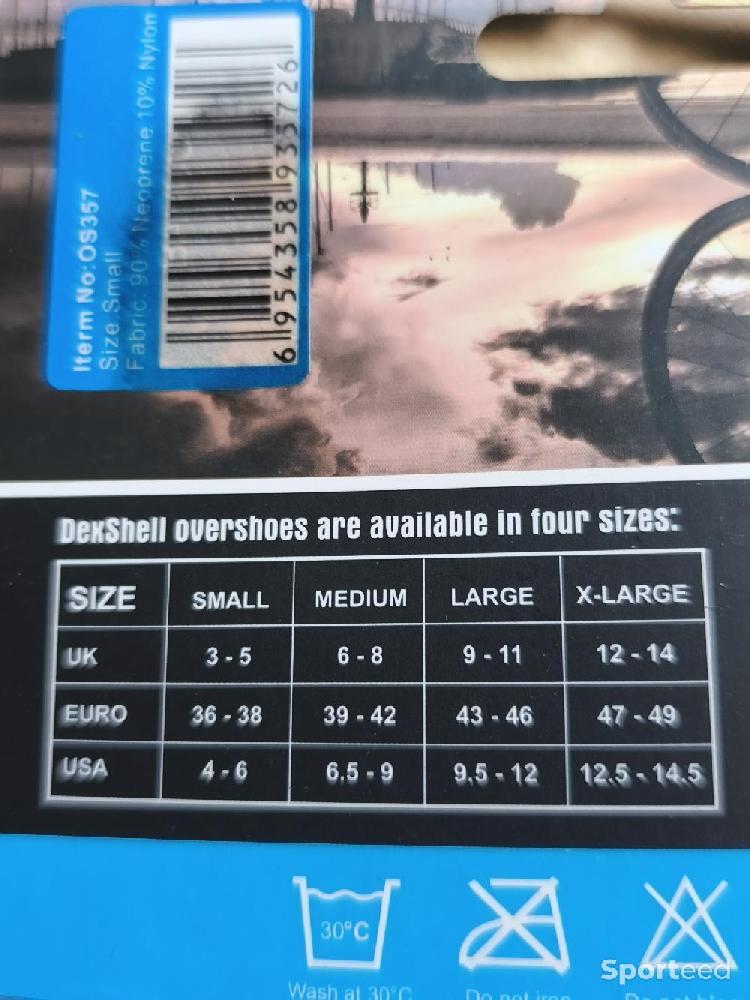 Iterm No:OS357
Size Small
Fabric: 90% Neoprene 10% Nylon
6 954358 935726
DexShell overshoes are available in four sizes:
SIZE SMALL MEDIUM LARGE X-LARGE
UK 3 - 5 6 - 8 9 - 11 12 - 14
EURO 36 - 38 39 - 42 43 - 46 47 - 49
USA 4 - 6 6.5 - 9 9.5 - 12 12.5 - 14.5
30°C
Wash at 30°C Do not iron
Sporteed